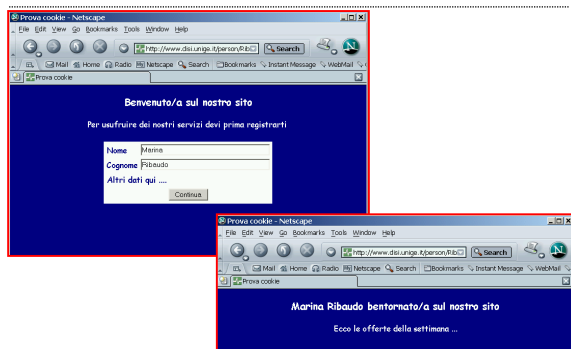 Prova cookie - Netscape
File Edit View Go Bookmarks Tools Window Help
http://www.disi.unige.it/person/Rib Search
Mail Home Radio Netscape Search Bookmarks Instant Message WebMail
Prova cookie
Benvenuto/a sul nostro sito
Per usufruire dei nostri servizi devi prima registrarti
Nome Marina
Cognome Ribaudo
Altri dati qui ....
Continua
Prova cookie - Netscape
File Edit View Go Bookmarks Tools Window Help
http://www.disi.unige.it/person/Rib Search
Mail Home Radio Netscape Search Bookmarks Instant Message WebMail
Prova cookie
Marina Ribaudo bentornato/a sul nostro sito
Ecco le offerte della settimana ...